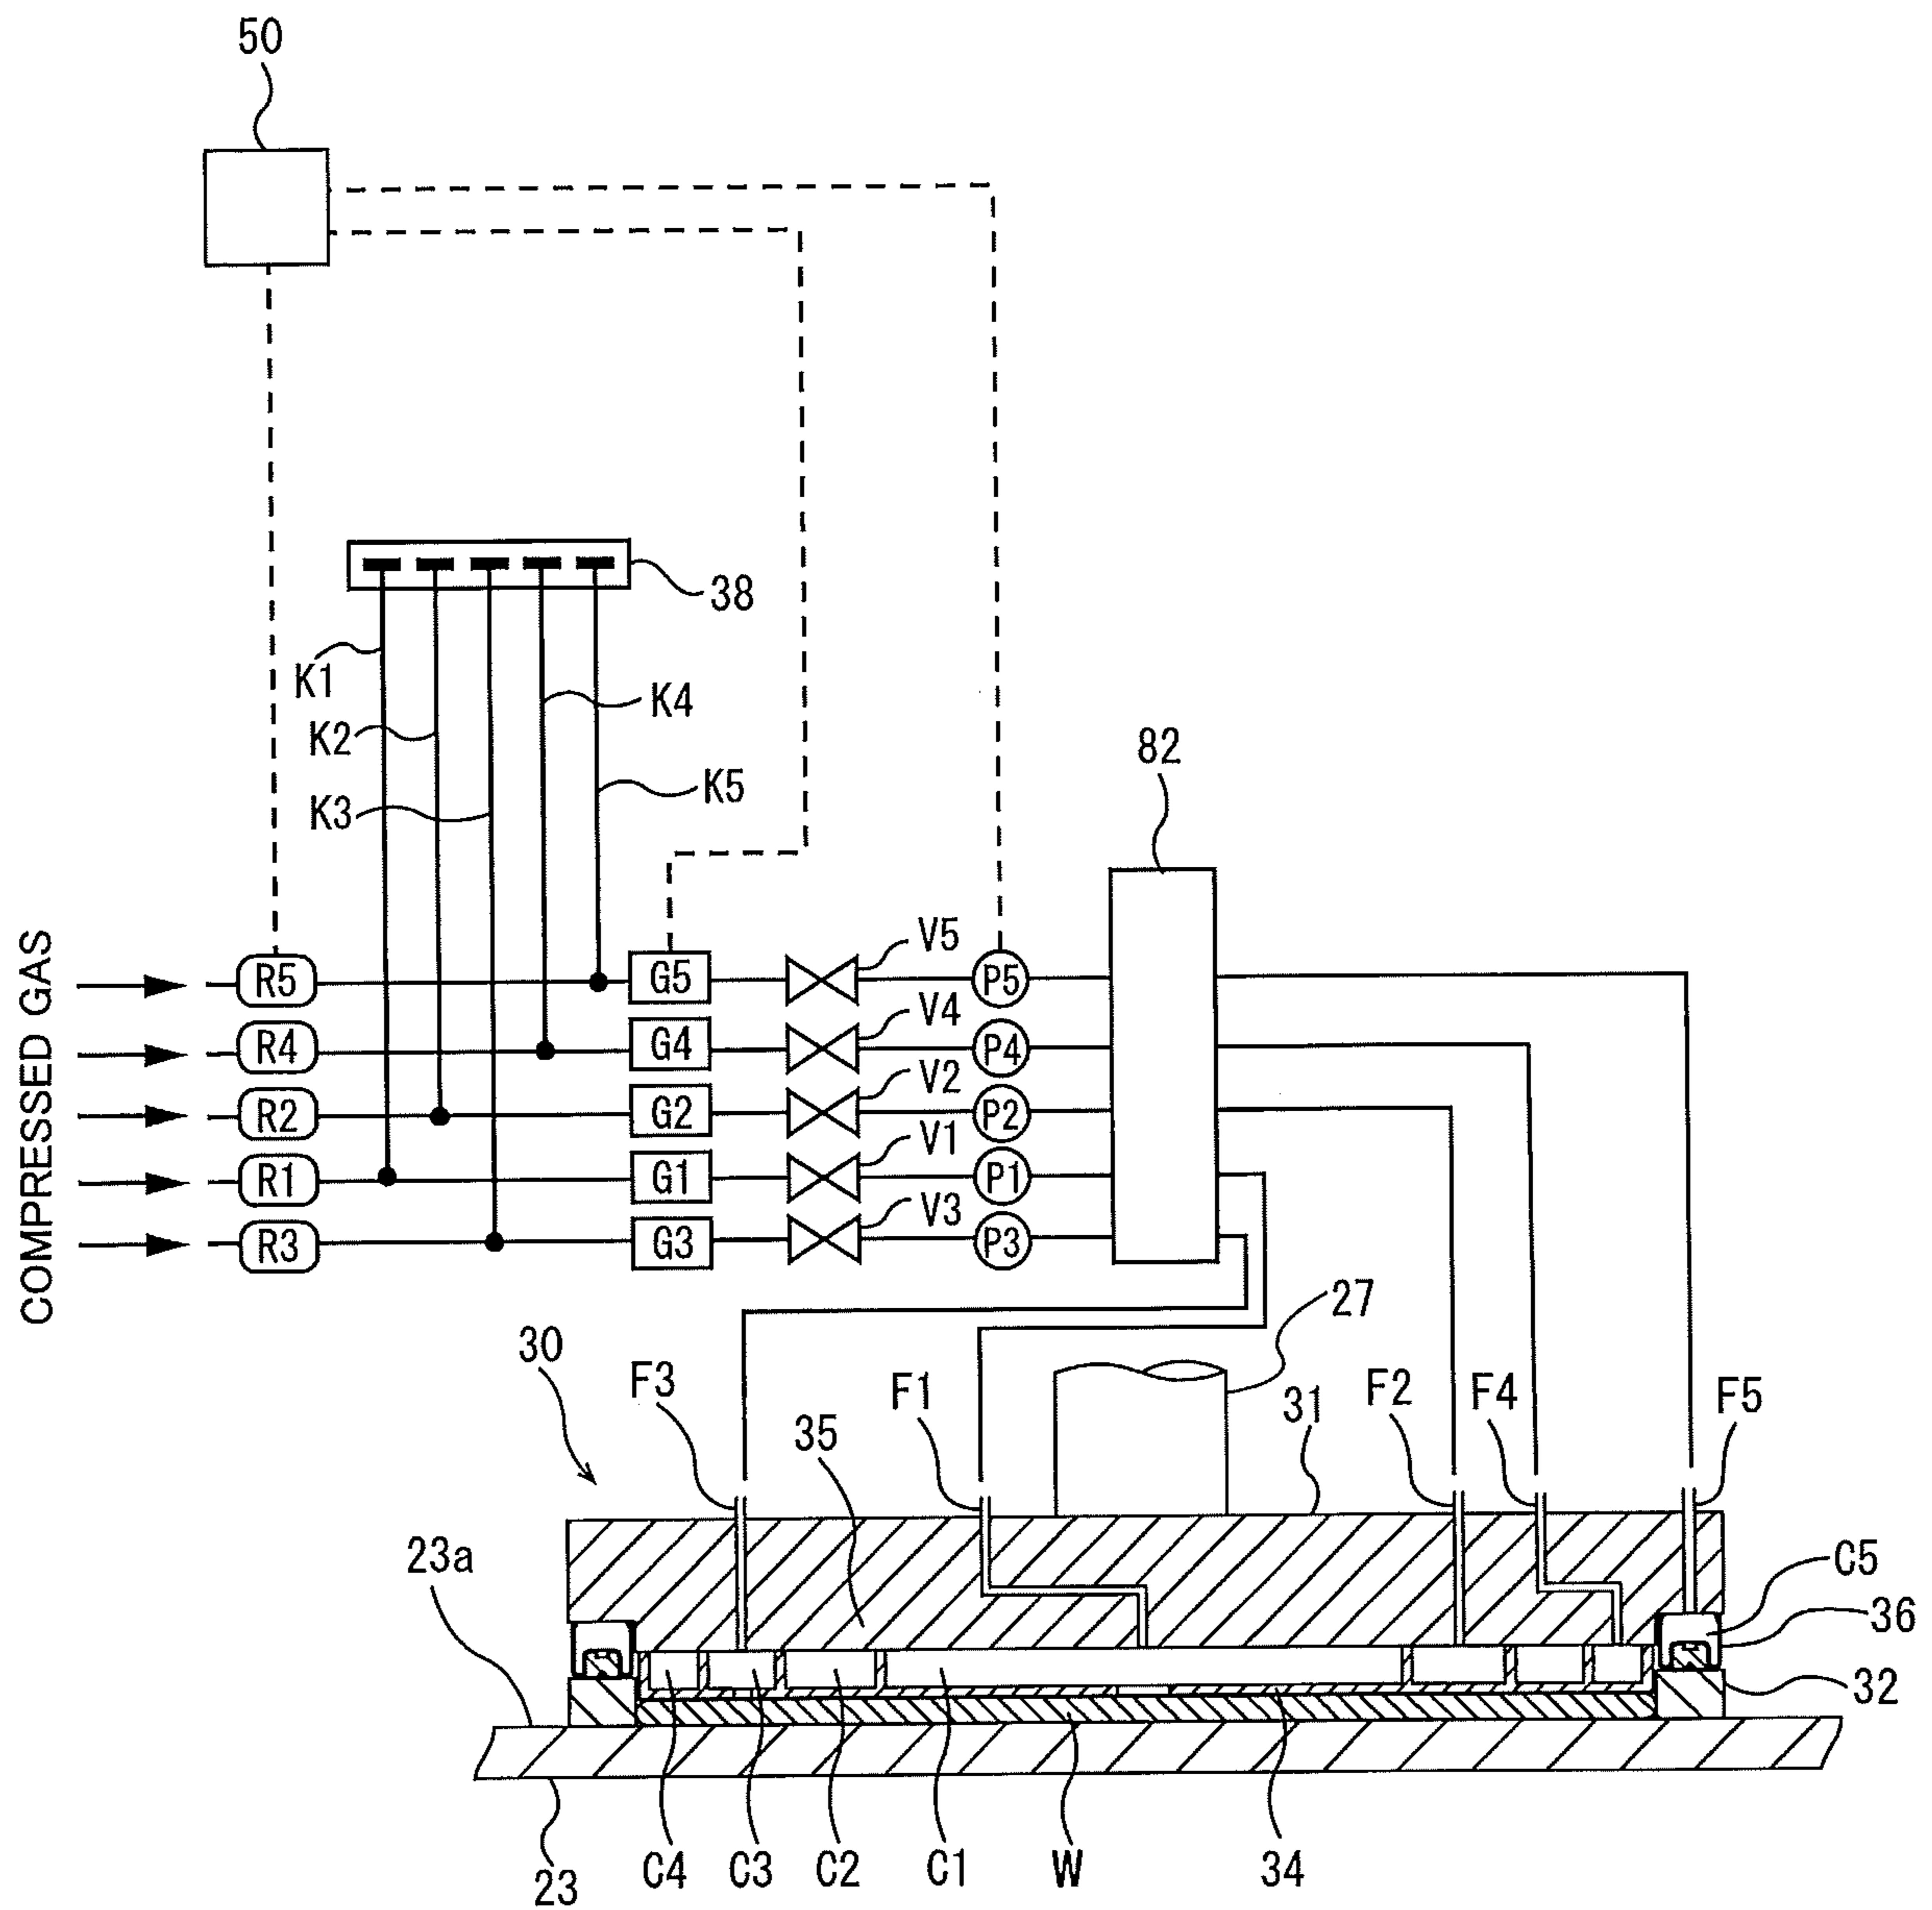 50
38
K1
K4
K2
K5
K3
82
COMPRESSED GAS
R5 G5 V5 P5
R4 G4 V4 P4
R2 G2 V2 P2
R1 G1 V1 P1
R3 G3 V3 P3
27
30
F3 F1 31 F2 F4 F5
35
23a
C5
36
32
23 C4 C3 C2 C1 W 34